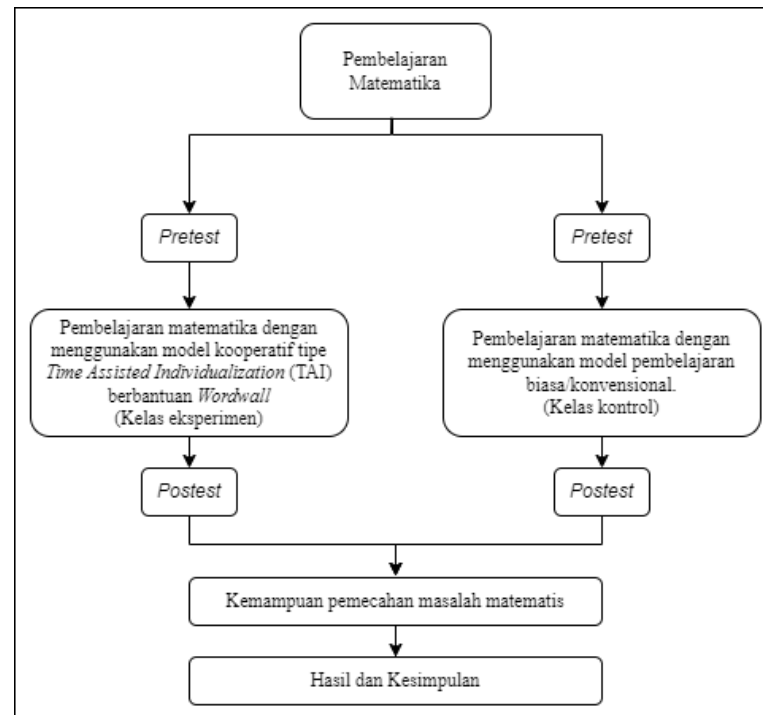 Pembelajaran
Matematika
Pretest
Pretest
Pembelajaran matematika dengan
menggunakan model kooperatif tipe
Time Assisted Individualization (TAI)
berbantuan Wordwall
(Kelas eksperimen)
Pembelajaran matematika dengan
menggunakan model pembelajaran
biasa/konvensional.
(Kelas kontrol)
Postest
Postest
Kemampuan pemecahan masalah matematis
Hasil dan Kesimpulan